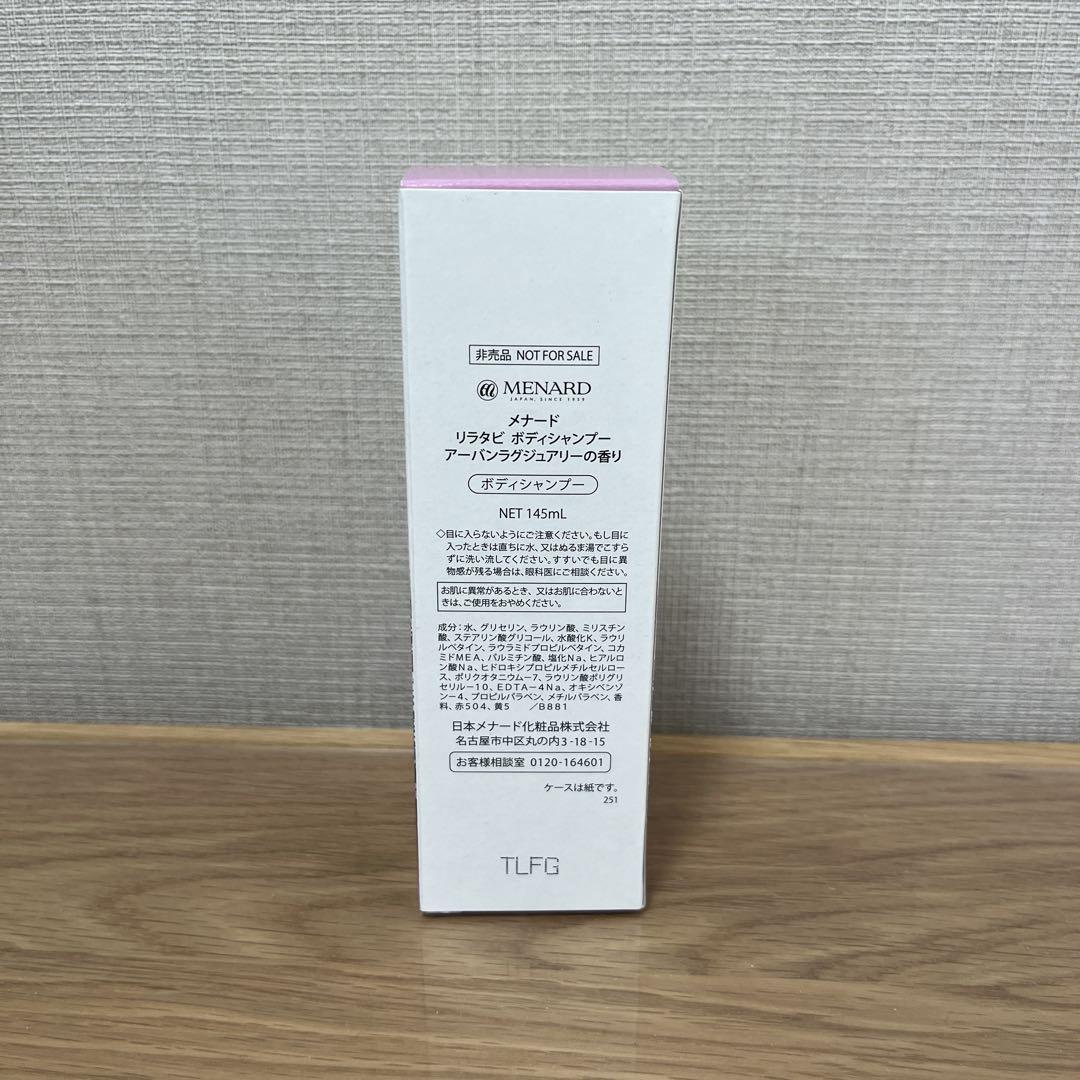 非売品 NOT FOR SALE
MENARD
JAPAN, SINCE 1959
メナード
リラタビ ボディシャンプー
アーバンラグジュアリーの香り
ボディシャンプー
NET 145mL
◇目に入らないようにご注意ください。もし目に
入ったときは直ちに水、又はぬるま湯でこすら
ずに洗い流してください。すすいでも目に異
物感が残る場合は、眼科医にご相談ください。
お肌に異常があるとき、又はお肌に合わないと
きは、ご使用をおやめください。
成分：水、グリセリン、ラウリン酸、ミリスチン
酸、ステアリン酸グリコール、水酸化K、ラウリ
ルベタイン、ラウラミドプロピルベタイン、コカ
ミドMEA、パルミチン酸、塩化Na、ヒアルロ
ン酸Na、ヒドロキシプロピルメチルセルロー
ス、ポリクオタニウム－7、ラウリン酸ポリグリ
セリル－10、EDTA－4Na、オキシベンゾ
ン－4、プロピルパラベン、メチルパラベン、香
料、赤504、黄5　／B881
日本メナード化粧品株式会社
名古屋市中区丸の内3-18-15
お客様相談室 0120-164601
ケースは紙です。
251
TLFG